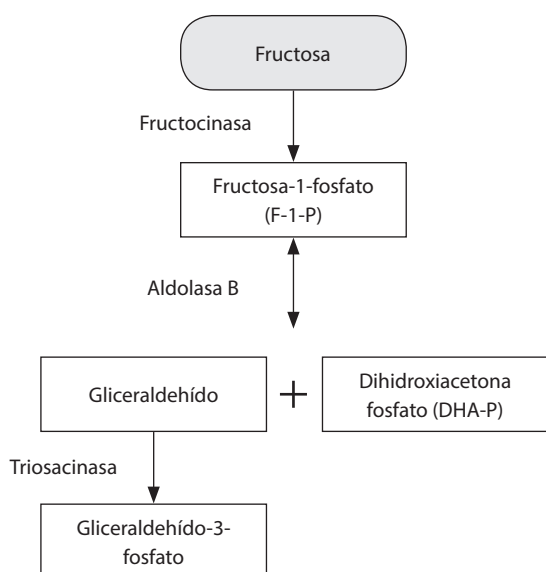 Fructosa
Fructocinasa
Fructosa-1-fosfato
(F-1-P)
Aldolasa B
Gliceraldehído
+
Dihidroxiacetona
fosfato (DHA-P)
Triosacinasa
Gliceraldehído-3-
fosfato